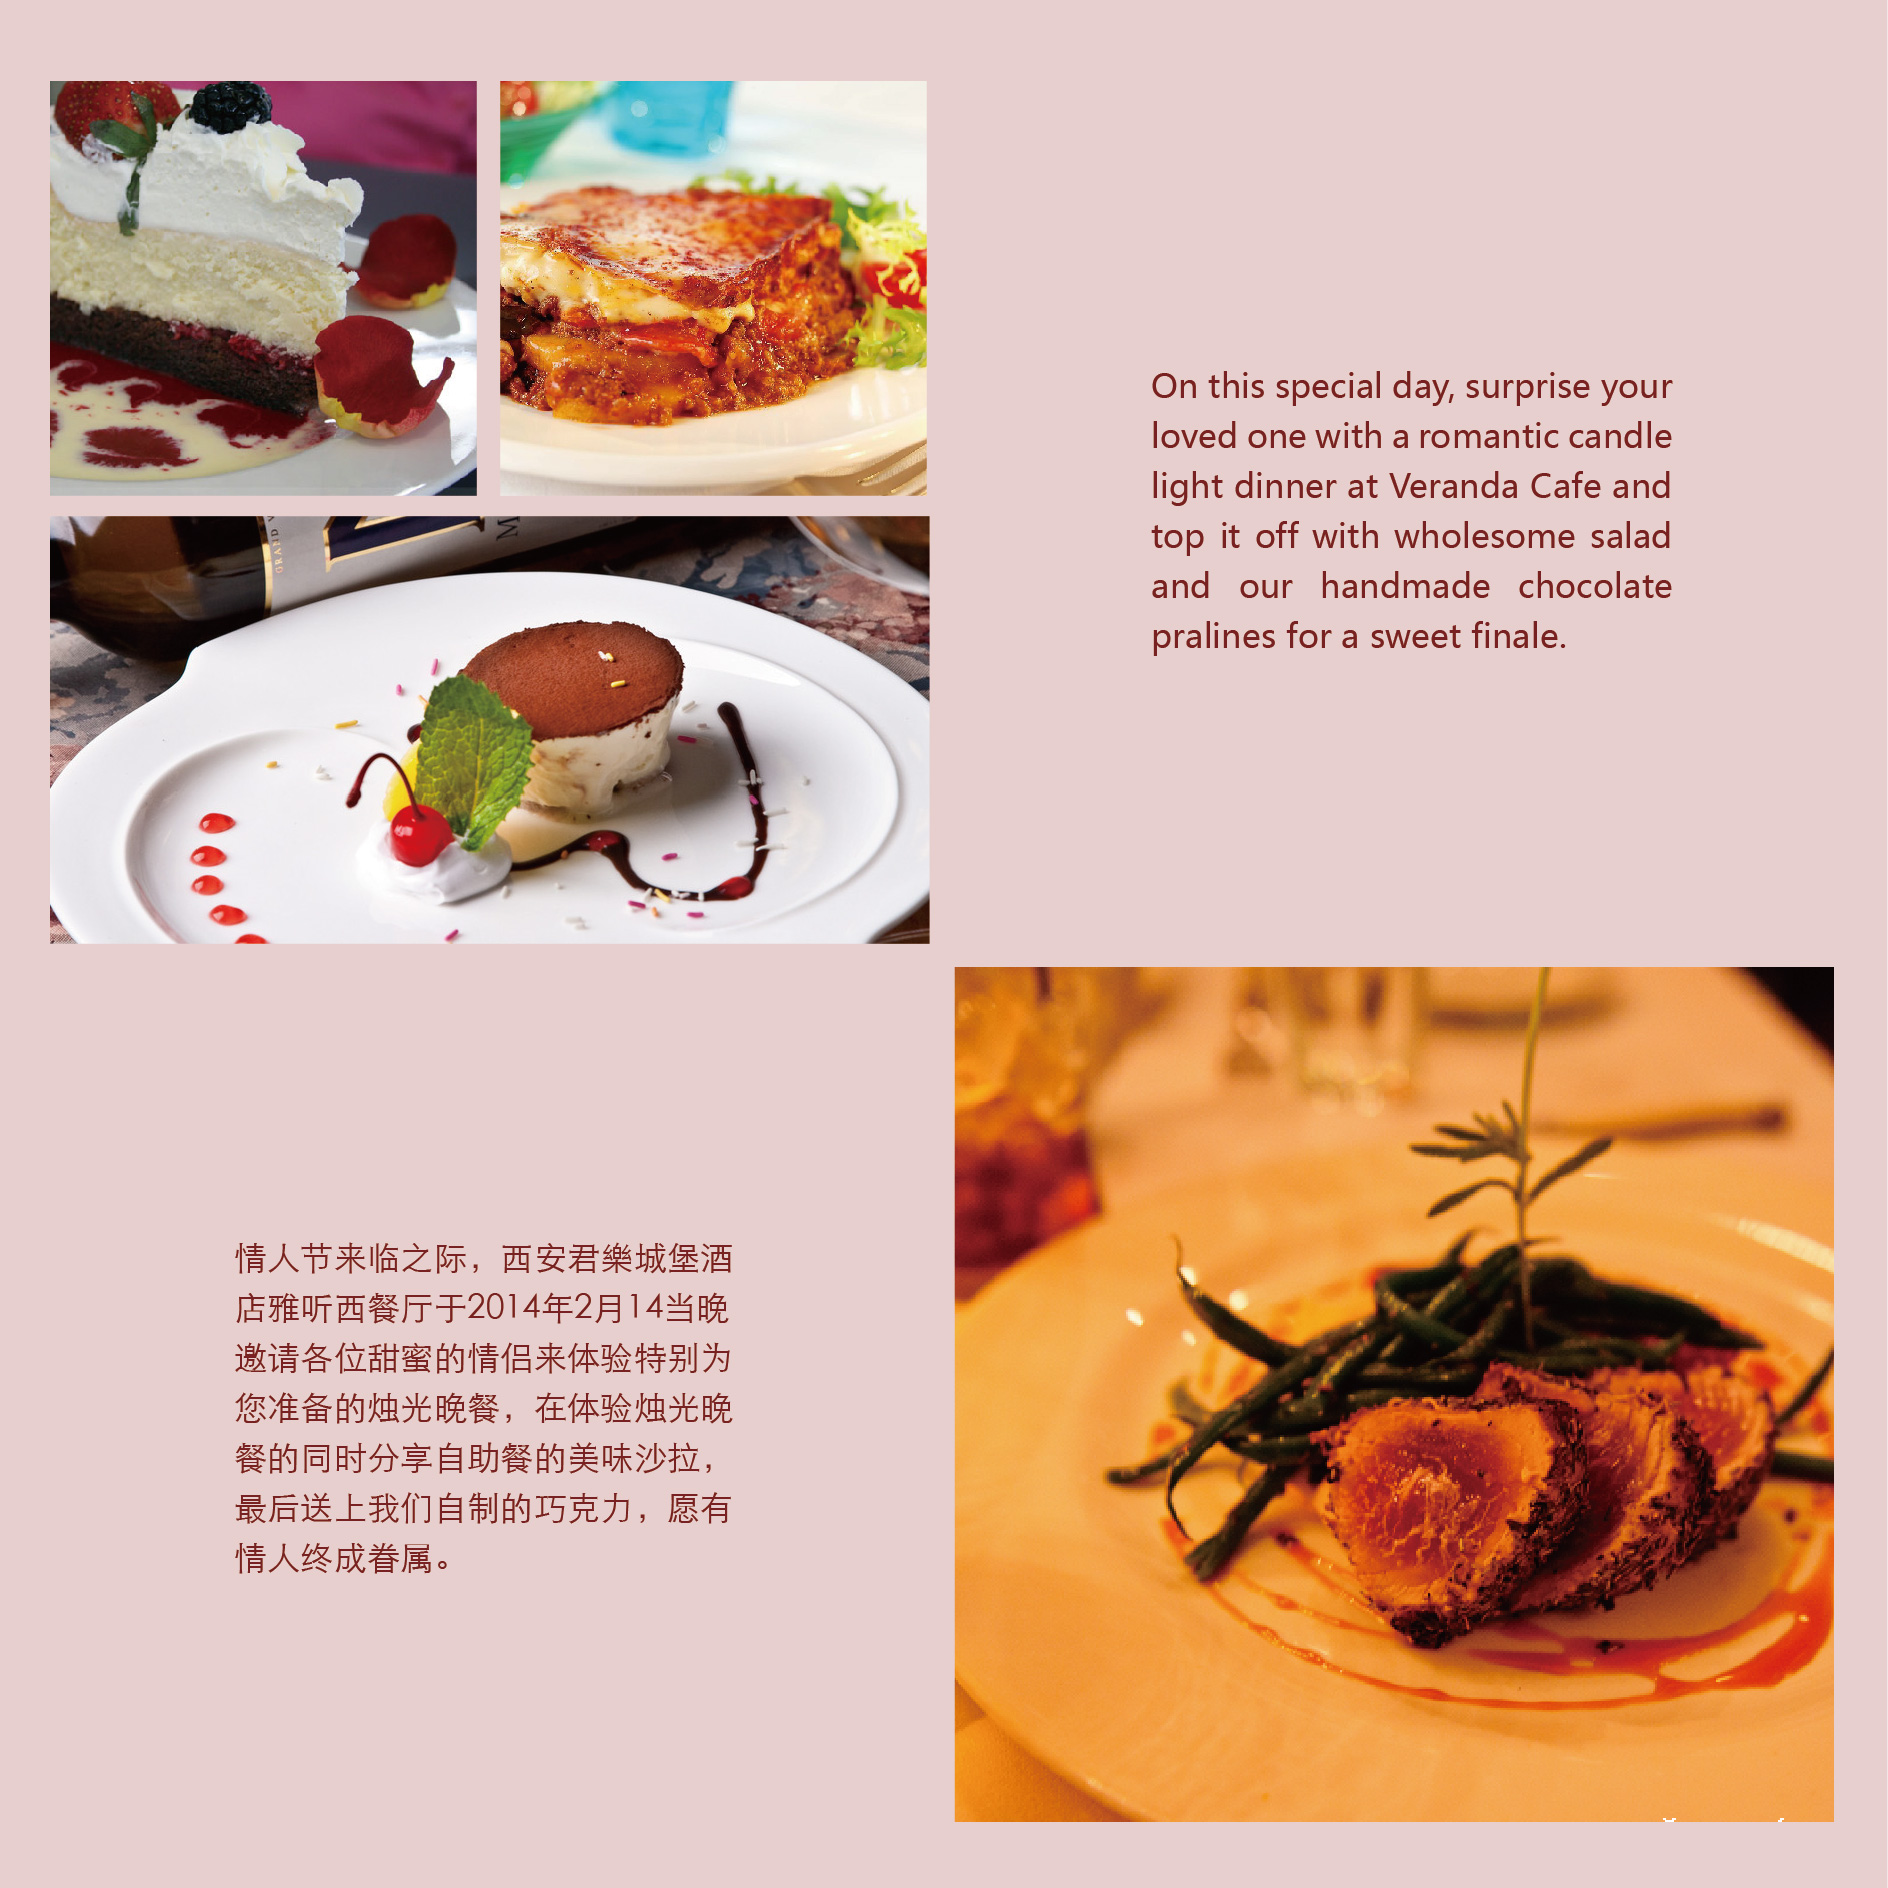 On this special day, surprise your
loved one with a romantic candle
light dinner at Veranda Cafe and
top it off with wholesome salad
and our handmade chocolate
pralines for a sweet finale.
GRAND
M
情人节来临之际，西安君樂城堡酒
店雅听西餐厅于2014年2月14当晚
邀请各位甜蜜的情侣来体验特别为
您准备的烛光晚餐，在体验烛光晚
餐的同时分享自助餐的美味沙拉，
最后送上我们自制的巧克力，愿有
情人终成眷属。